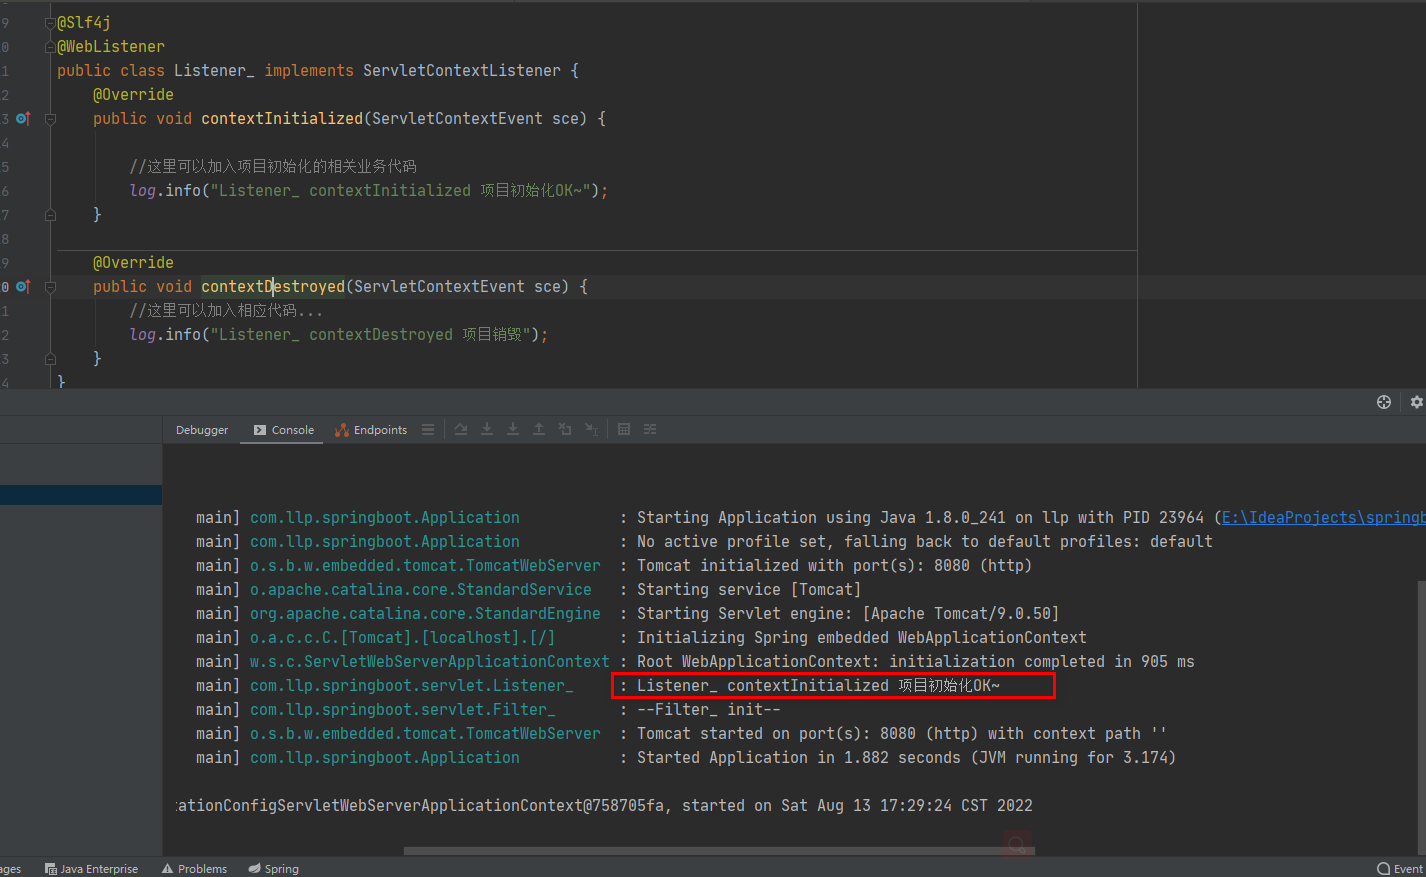 9 @Slf4j
0 @WebListener
1 public class Listener_ implements ServletContextListener {
2 @Override
3 public void contextInitialized(ServletContextEvent sce) {
4
5 //这里可以加入项目初始化的相关业务代码
6 log.info("Listener_ contextInitialized 项目初始化OK~");
7 }
8
9 @Override
0 public void contextDestroyed(ServletContextEvent sce) {
1 //这里可以加入相应代码...
2 log.info("Listener_ contextDestroyed 项目销毁");
3 }
4 }
Debugger Console Endpoints
main] com.llp.springboot.Application : Starting Application using Java 1.8.0_241 on llp with PID 23964 (E:\IdeaProjects\springb
main] com.llp.springboot.Application : No active profile set, falling back to default profiles: default
main] o.s.b.w.embedded.tomcat.TomcatWebServer : Tomcat initialized with port(s): 8080 (http)
main] o.apache.catalina.core.StandardService : Starting service [Tomcat]
main] org.apache.catalina.core.StandardEngine : Starting Servlet engine: [Apache Tomcat/9.0.50]
main] o.a.c.c.C.[Tomcat].[localhost].[/] : Initializing Spring embedded WebApplicationContext
main] w.s.c.ServletWebServerApplicationContext : Root WebApplicationContext: initialization completed in 905 ms
main] com.llp.springboot.servlet.Listener_ : Listener_ contextInitialized 项目初始化OK~
main] com.llp.springboot.servlet.Filter_ : --Filter_ init--
main] o.s.b.w.embedded.tomcat.TomcatWebServer : Tomcat started on port(s): 8080 (http) with context path ''
main] com.llp.springboot.Application : Started Application in 1.882 seconds (JVM running for 3.174)
cationConfigServletWebServerApplicationContext@758705fa, started on Sat Aug 13 17:29:24 CST 2022
ages Java Enterprise Problems Spring Event